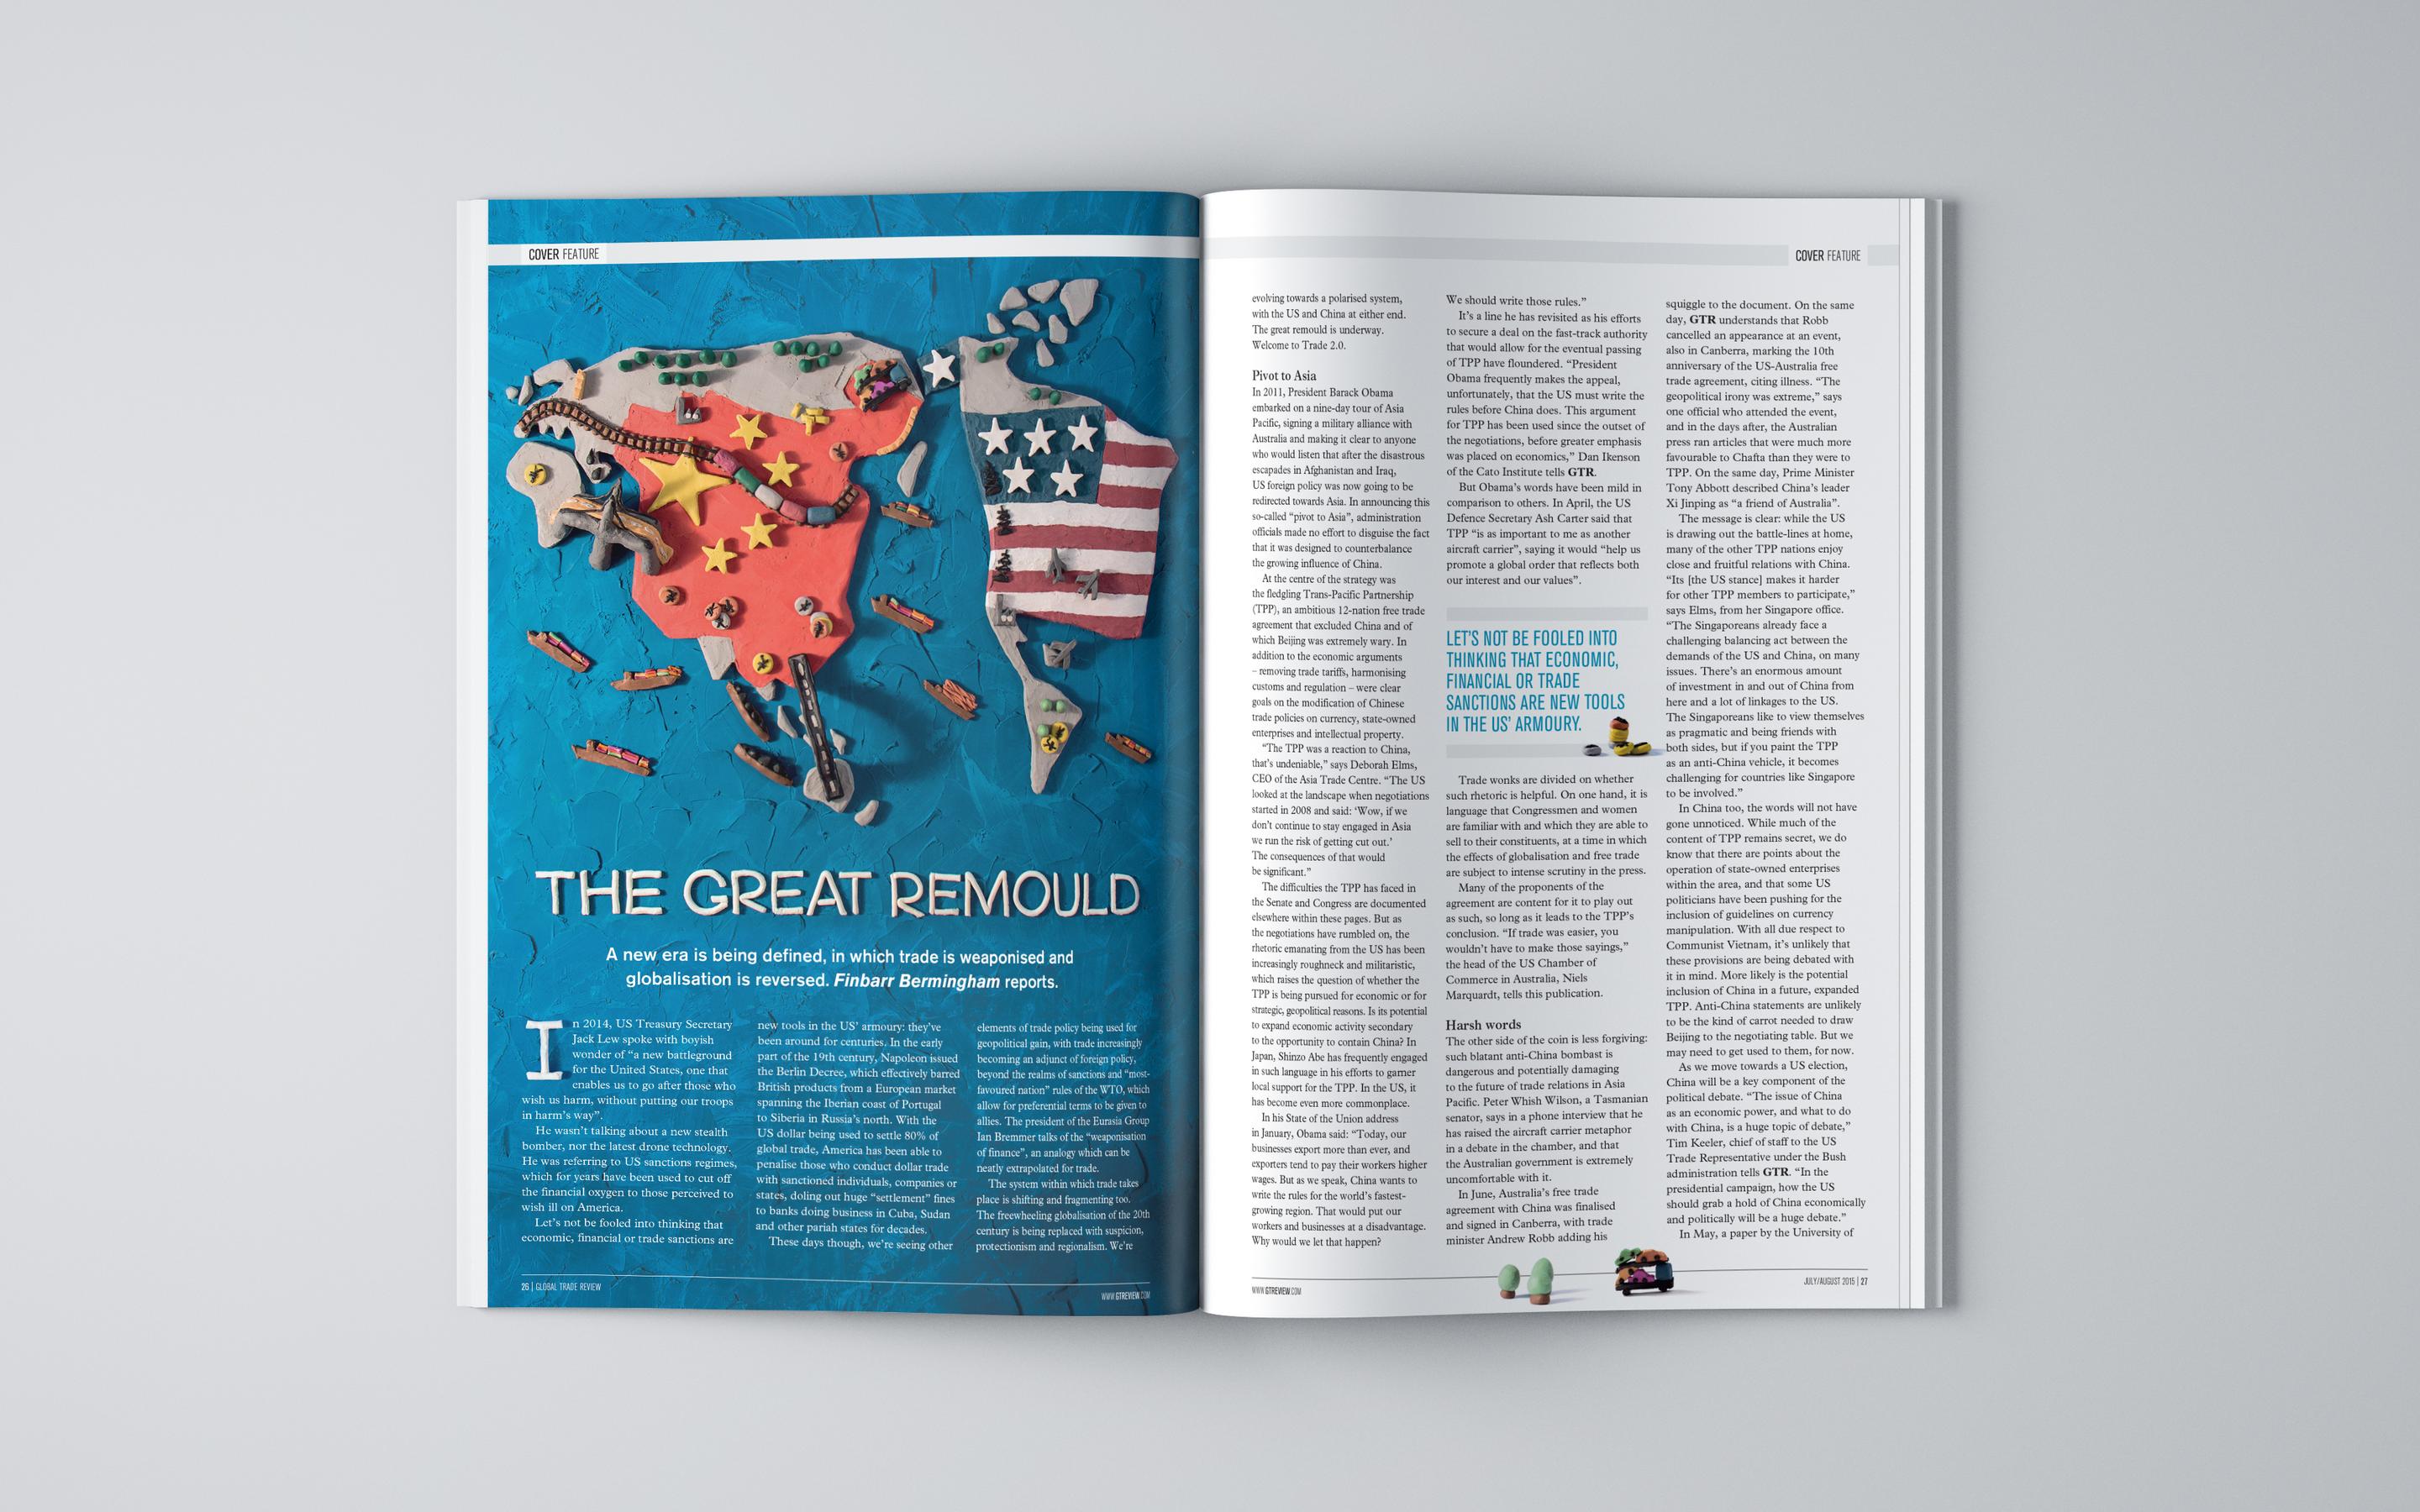 COVER FEATURE
THE GREAT REMOULD
A new era is being defined, in which trade is weaponised and
globalisation is reversed. Finbarr Bermingham reports.
In 2014, US Treasury Secretary
Jack Lew spoke with boyish
wonder of “a new battleground
for the United States, one that
enables us to go after those who
wish us harm, without putting our troops
in harm’s way”.
He wasn’t talking about a new stealth
bomber, nor the latest drone technology.
He was referring to US sanctions regimes,
which for years have been used to cut off
the financial oxygen to those perceived to
wish ill on America.
Let’s not be fooled into thinking that
economic, financial or trade sanctions are
new tools in the US’ armoury: they’ve
been around for centuries. In the early
part of the 19th century, Napoleon issued
the Berlin Decree, which effectively barred
British products from a European market
spanning the Iberian coast of Portugal
to Siberia in Russia’s north. With the
US dollar being used to settle 80% of
global trade, America has been able to
penalise those who conduct dollar trade
with sanctioned individuals, companies or
states, doling out huge “settlement” fines
to banks doing business in Cuba, Sudan
and other pariah states for decades.
These days though, we’re seeing other
elements of trade policy being used for
geopolitical gain, with trade increasingly
becoming an adjunct of foreign policy,
beyond the realms of sanctions and “most-
favoured nation” rules of the WTO, which
allow for preferential terms to be given to
allies. The president of the Eurasia Group
Ian Bremmer talks of the “weaponisation
of finance”, an analogy which can be
neatly extrapolated for trade.
The system within which trade takes
place is shifting and fragmenting too.
The freewheeling globalisation of the 20th
century is being replaced with suspicion,
protectionism and regionalism. We’re
26 | GLOBAL TRADE REVIEW
WWW.GTREVIEW.COM
COVER FEATURE
evolving towards a polarised system,
with the US and China at either end.
The great remould is underway.
Welcome to Trade 2.0.
Pivot to Asia
In 2011, President Barack Obama
embarked on a nine-day tour of Asia
Pacific, signing a military alliance with
Australia and making it clear to anyone
who would listen that after the disastrous
escapades in Afghanistan and Iraq,
US foreign policy was now going to be
redirected towards Asia. In announcing this
so-called “pivot to Asia”, administration
officials made no effort to disguise the fact
that it was designed to counterbalance
the growing influence of China.
At the centre of the strategy was
the fledgling Trans-Pacific Partnership
(TPP), an ambitious 12-nation free trade
agreement that excluded China and of
which Beijing was extremely wary. In
addition to the economic arguments
– removing trade tariffs, harmonising
customs and regulation – were clear
goals on the modification of Chinese
trade policies on currency, state-owned
enterprises and intellectual property.
“The TPP was a reaction to China,
that’s undeniable,” says Deborah Elms,
CEO of the Asia Trade Centre. “The US
looked at the landscape when negotiations
started in 2008 and said: ‘Wow, if we
don’t continue to stay engaged in Asia
we run the risk of getting cut out.’
The consequences of that would
be significant.”
The difficulties the TPP has faced in
the Senate and Congress are documented
elsewhere within these pages. But as
the negotiations have rumbled on, the
rhetoric emanating from the US has been
increasingly roughneck and militaristic,
which raises the question of whether the
TPP is being pursued for economic or for
strategic, geopolitical reasons. Is its potential
to expand economic activity secondary
to the opportunity to contain China? In
Japan, Shinzo Abe has frequently engaged
in such language in his efforts to garner
local support for the TPP. In the US, it
has become even more commonplace.
In his State of the Union address
in January, Obama said: “Today, our
businesses export more than ever, and
exporters tend to pay their workers higher
wages. But as we speak, China wants to
write the rules for the world’s fastest-
growing region. That would put our
workers and businesses at a disadvantage.
Why would we let that happen?
We should write those rules.”
It’s a line he has revisited as his efforts
to secure a deal on the fast-track authority
that would allow for the eventual passing
of TPP have floundered. “President
Obama frequently makes the appeal,
unfortunately, that the US must write the
rules before China does. This argument
for TPP has been used since the outset of
the negotiations, before greater emphasis
was placed on economics,” Dan Ikenson
of the Cato Institute tells GTR.
But Obama’s words have been mild in
comparison to others. In April, the US
Defence Secretary Ash Carter said that
TPP “is as important to me as another
aircraft carrier”, saying it would “help us
promote a global order that reflects both
our interest and our values”.
LET’S NOT BE FOOLED INTO
THINKING THAT ECONOMIC,
FINANCIAL OR TRADE
SANCTIONS ARE NEW TOOLS
IN THE US’ ARMOURY.
Trade wonks are divided on whether
such rhetoric is helpful. On one hand, it is
language that Congressmen and women
are familiar with and which they are able to
sell to their constituents, at a time in which
the effects of globalisation and free trade
are subject to intense scrutiny in the press.
Many of the proponents of the
agreement are content for it to play out
as such, so long as it leads to the TPP’s
conclusion. “If trade was easier, you
wouldn’t have to make those sayings,”
the head of the US Chamber of
Commerce in Australia, Niels
Marquardt, tells this publication.
Harsh words
The other side of the coin is less forgiving:
such blatant anti-China bombast is
dangerous and potentially damaging
to the future of trade relations in Asia
Pacific. Peter Whish Wilson, a Tasmanian
senator, says in a phone interview that he
has raised the aircraft carrier metaphor
in a debate in the chamber, and that
the Australian government is extremely
uncomfortable with it.
In June, Australia’s free trade
agreement with China was finalised
and signed in Canberra, with trade
minister Andrew Robb adding his
squiggle to the document. On the same
day, GTR understands that Robb
cancelled an appearance at an event,
also in Canberra, marking the 10th
anniversary of the US-Australia free
trade agreement, citing illness. “The
geopolitical irony was extreme,” says
one official who attended the event,
and in the days after, the Australian
press ran articles that were much more
favourable to Chafta than they were to
TPP. On the same day, Prime Minister
Tony Abbott described China’s leader
Xi Jinping as “a friend of Australia”.
The message is clear: while the US
is drawing out the battle-lines at home,
many of the other TPP nations enjoy
close and fruitful relations with China.
“Its [the US stance] makes it harder
for other TPP members to participate,”
says Elms, from her Singapore office.
“The Singaporeans already face a
challenging balancing act between the
demands of the US and China, on many
issues. There’s an enormous amount
of investment in and out of China from
here and a lot of linkages to the US.
The Singaporeans like to view themselves
as pragmatic and being friends with
both sides, but if you paint the TPP
as an anti-China vehicle, it becomes
challenging for countries like Singapore
to be involved.”
In China too, the words will not have
gone unnoticed. While much of the
content of TPP remains secret, we do
know that there are points about the
operation of state-owned enterprises
within the area, and that some US
politicians have been pushing for the
inclusion of guidelines on currency
manipulation. With all due respect to
Communist Vietnam, it’s unlikely that
these provisions are being debated with
it in mind. More likely is the potential
inclusion of China in a future, expanded
TPP. Anti-China statements are unlikely
to be the kind of carrot needed to draw
Beijing to the negotiating table. But we
may need to get used to them, for now.
As we move towards a US election,
China will be a key component of the
political debate. “The issue of China
as an economic power, and what to do
with China, is a huge topic of debate,”
Tim Keeler, chief of staff to the US
Trade Representative under the Bush
administration tells GTR. “In the
presidential campaign, how the US
should grab a hold of China economically
and politically will be a huge debate.”
In May, a paper by the University of
WWW.GTREVIEW.COM
JULY/AUGUST 2015 | 27